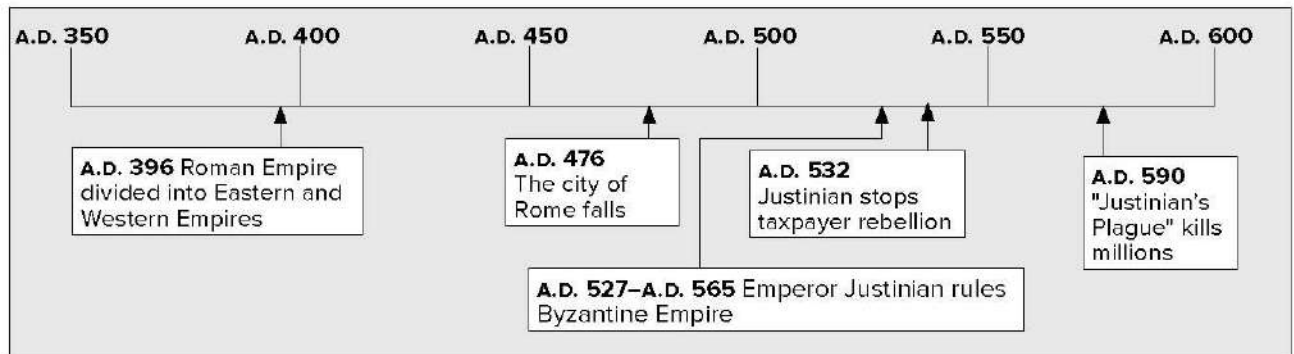 A.D. 350
A.D. 400
A.D. 450
A.D. 500
A.D. 550
A.D. 600
A.D. 396 Roman Empire
divided into Eastern and
Western Empires
A.D. 476
The city of
Rome falls
A.D. 527–A.D. 565 Emperor Justinian rules
Byzantine Empire
A.D. 532
Justinian stops
taxpayer rebellion
A.D. 590
"Justinian's
Plague" kills
millions